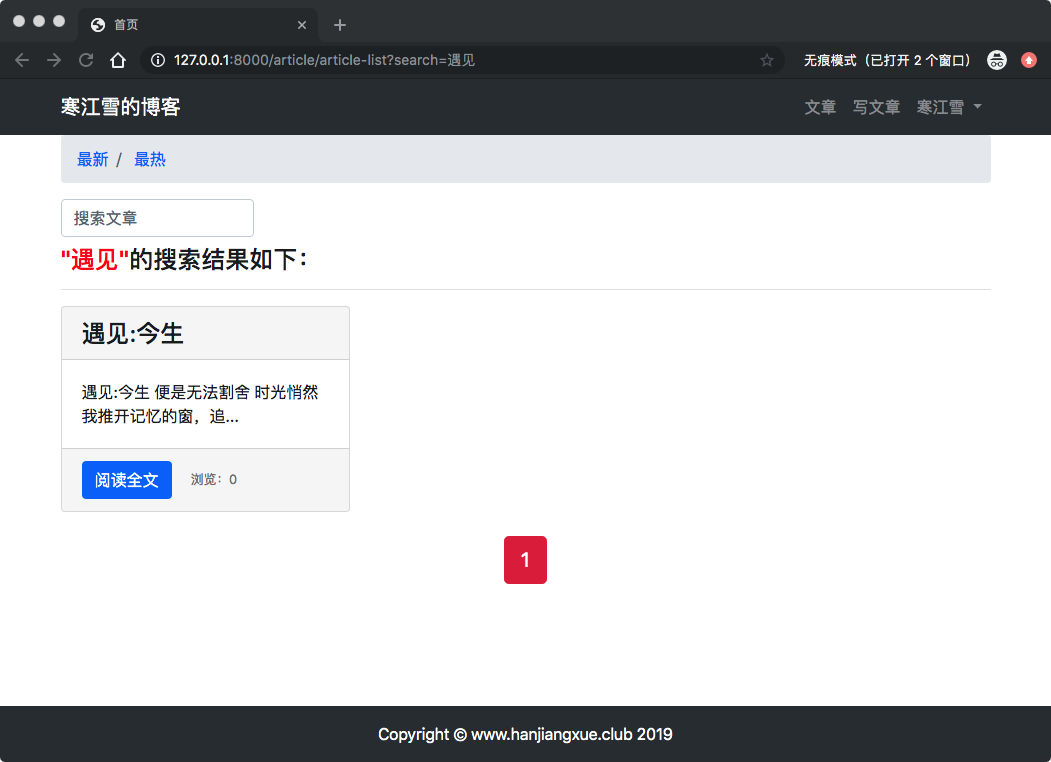 首页
127.0.0.1:8000/article/article-list?search=遇见
无痕模式（已打开 2 个窗口）
寒江雪的博客
文章 写文章 寒江雪
最新 / 最热
搜索文章
"遇见"的搜索结果如下：
遇见:今生
遇见:今生 便是无法割舍 时光悄然
我推开记忆的窗，追...
阅读全文 浏览：0
1
Copyright © www.hanjiangxue.club 2019